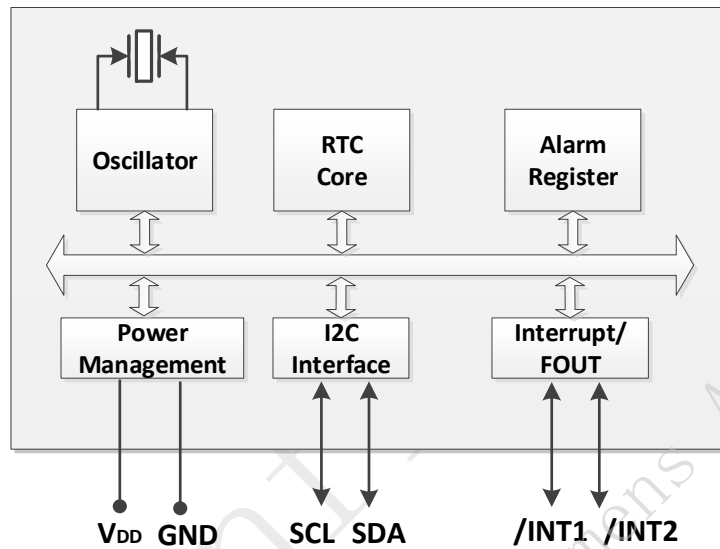 Oscillator
RTC
Core
Alarm
Register
Power
Management
I2C
Interface
Interrupt/
FOUT
VDD GND SCL SDA /INT1 /INT2